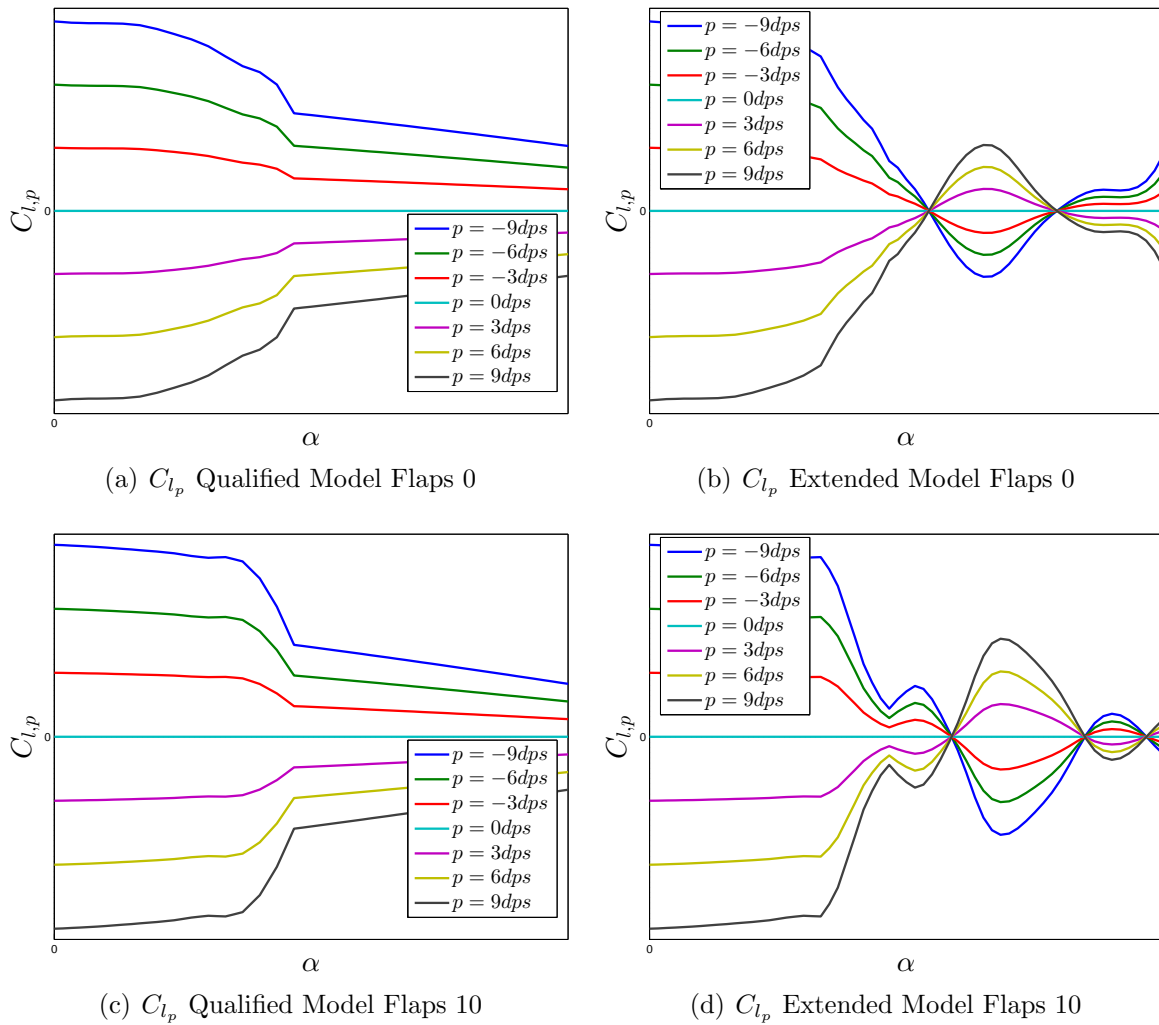 C_{l,p}
0
p = −9dps
p = −6dps
p = −3dps
p = 0dps
p = 3dps
p = 6dps
p = 9dps
0
α
(a) C_{l_p} Qualified Model Flaps 0
C_{l,p}
0
p = −9dps
p = −6dps
p = −3dps
p = 0dps
p = 3dps
p = 6dps
p = 9dps
0
α
(b) C_{l_p} Extended Model Flaps 0
C_{l,p}
0
p = −9dps
p = −6dps
p = −3dps
p = 0dps
p = 3dps
p = 6dps
p = 9dps
0
α
(c) C_{l_p} Qualified Model Flaps 10
C_{l,p}
0
p = −9dps
p = −6dps
p = −3dps
p = 0dps
p = 3dps
p = 6dps
p = 9dps
0
α
(d) C_{l_p} Extended Model Flaps 10